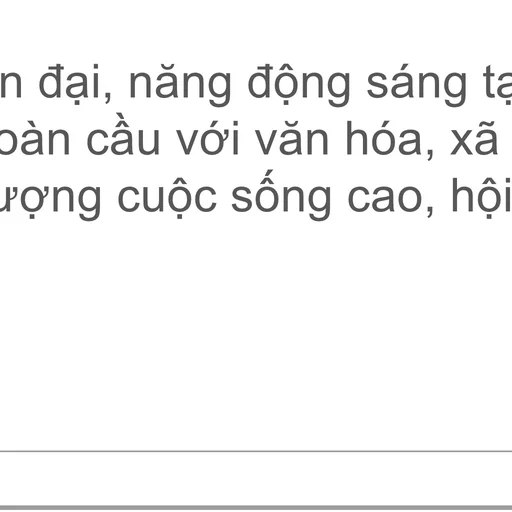 n đại, năng động sáng tạ
oàn cầu với văn hóa, xã
ượng cuộc sống cao, hội